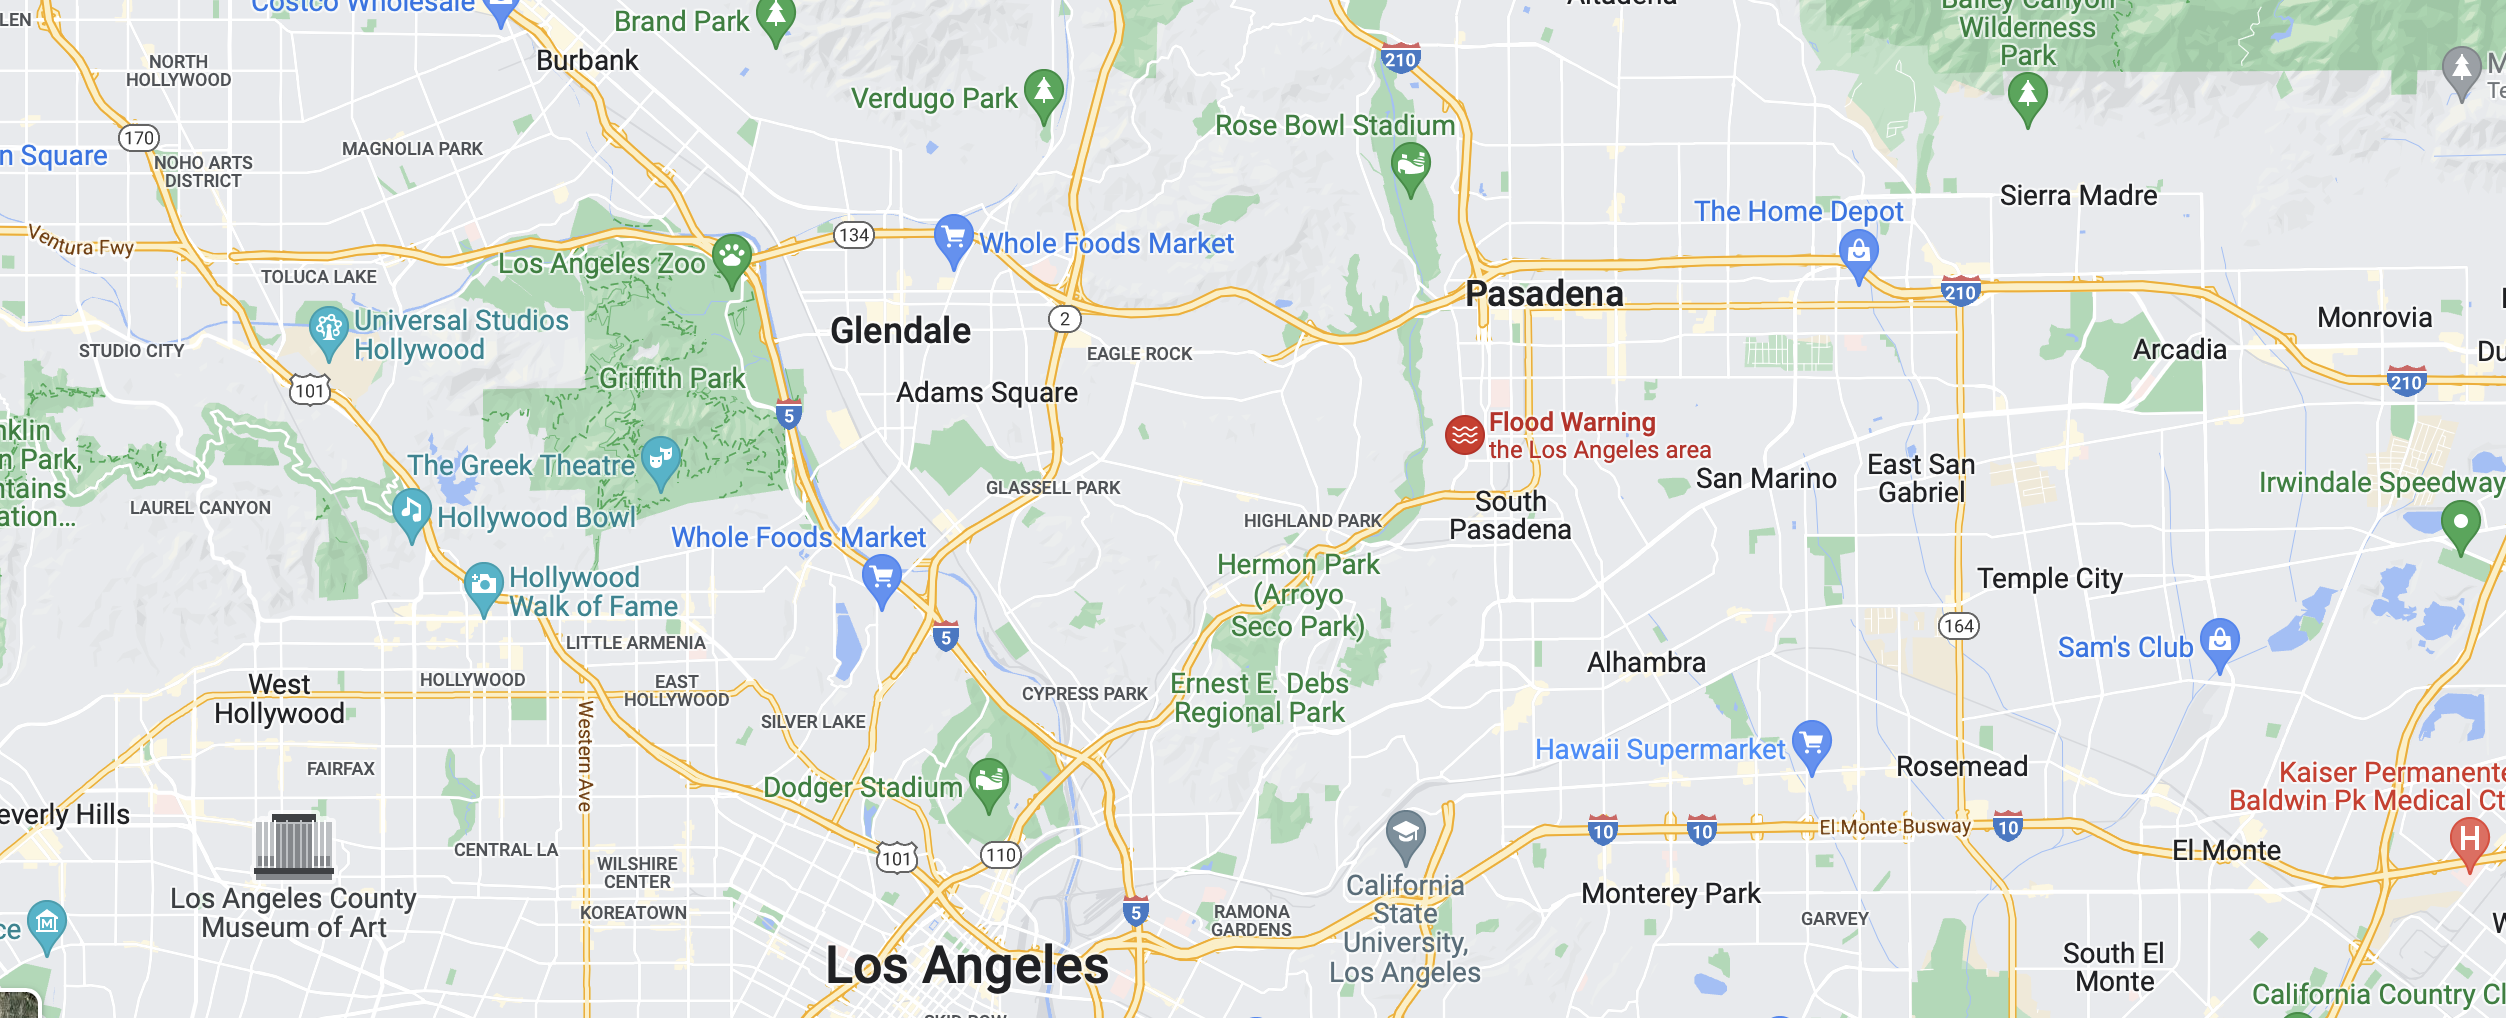 Costco Wholesale
Brand Park
Burbank
NORTH
HOLLYWOOD
Verdugo Park
210
Wilderness
Park
Rose Bowl Stadium
170
n Square
NOHO ARTS
DISTRICT
MAGNOLIA PARK
Sierra Madre
The Home Depot
Ventura Fwy
134
Whole Foods Market
Los Angeles Zoo
TOLUCA LAKE
Pasadena
210
Universal Studios
Hollywood
Glendale
2
Monrovia
STUDIO CITY
EAGLE ROCK
Arcadia
Du
Griffith Park
101
Adams Square
5
210
Flood Warning
the Los Angeles area
nklin
n Park,
ntains
ation...
The Greek Theatre
San Marino
East San
Gabriel
Irwindale Speedway
GLASSELL PARK
LAUREL CANYON
Hollywood Bowl
HIGHLAND PARK
South
Pasadena
Whole Foods Market
Hermon Park
(Arroyo
Seco Park)
Hollywood
Walk of Fame
Temple City
5
164
LITTLE ARMENIA
Sam's Club
Alhambra
West
Hollywood
HOLLYWOOD
EAST
HOLLYWOOD
CYPRESS PARK
Ernest E. Debs
Regional Park
SILVER LAKE
Western Ave
Hawaii Supermarket
Rosemead
FAIRFAX
Dodger Stadium
Kaiser Permanente
Baldwin Pk Medical Ct
everly Hills
10
10
El Monte Busway
10
H
CENTRAL LA
101
110
El Monte
WILSHIRE
CENTER
Los Angeles County
Museum of Art
California
State
University,
Los Angeles
Monterey Park
KOREATOWN
5
RAMONA
GARDENS
GARVEY
ce
M
Los Angeles
South El
Monte
California Country Cl